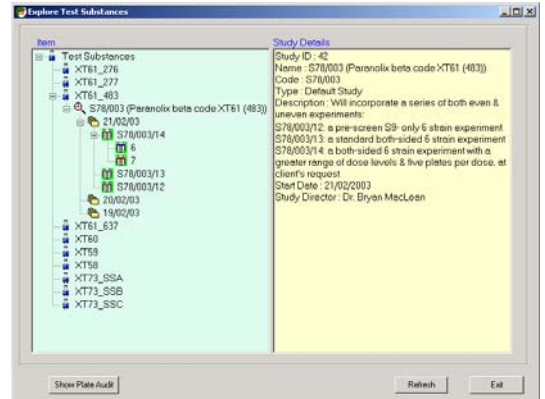 Explore Test Substances
Item
Study Details
Test Substances
XT61_276
XT61_277
XT61_483
S78/003 (Paranolix beta code XT61 (483))
21/02/03
S78/003/14
6
7
S78/003/13
S78/003/12
20/02/03
19/02/03
XT61_637
XT60
XT59
XT58
XT73_SSA
XT73_SSB
XT73_SSC
Study ID : 42
Name : S78/003 (Paranolix beta code XT61 (483))
Code : S78/003
Type : Default Study
Description : Will incorporate a series of both even &
uneven experiments:
S78/003/12: a pre-screen S9- only 6 strain experiment
S78/003/13: a standard both-sided 6 strain experiment
S78/003/14: a both-sided 6 strain experiment with a
greater range of dose levels & five plates per dose, at
client's request
Start Date : 21/02/2003
Study Director : Dr. Bryan MacLean
Show Plate Audit
Refresh
Exit